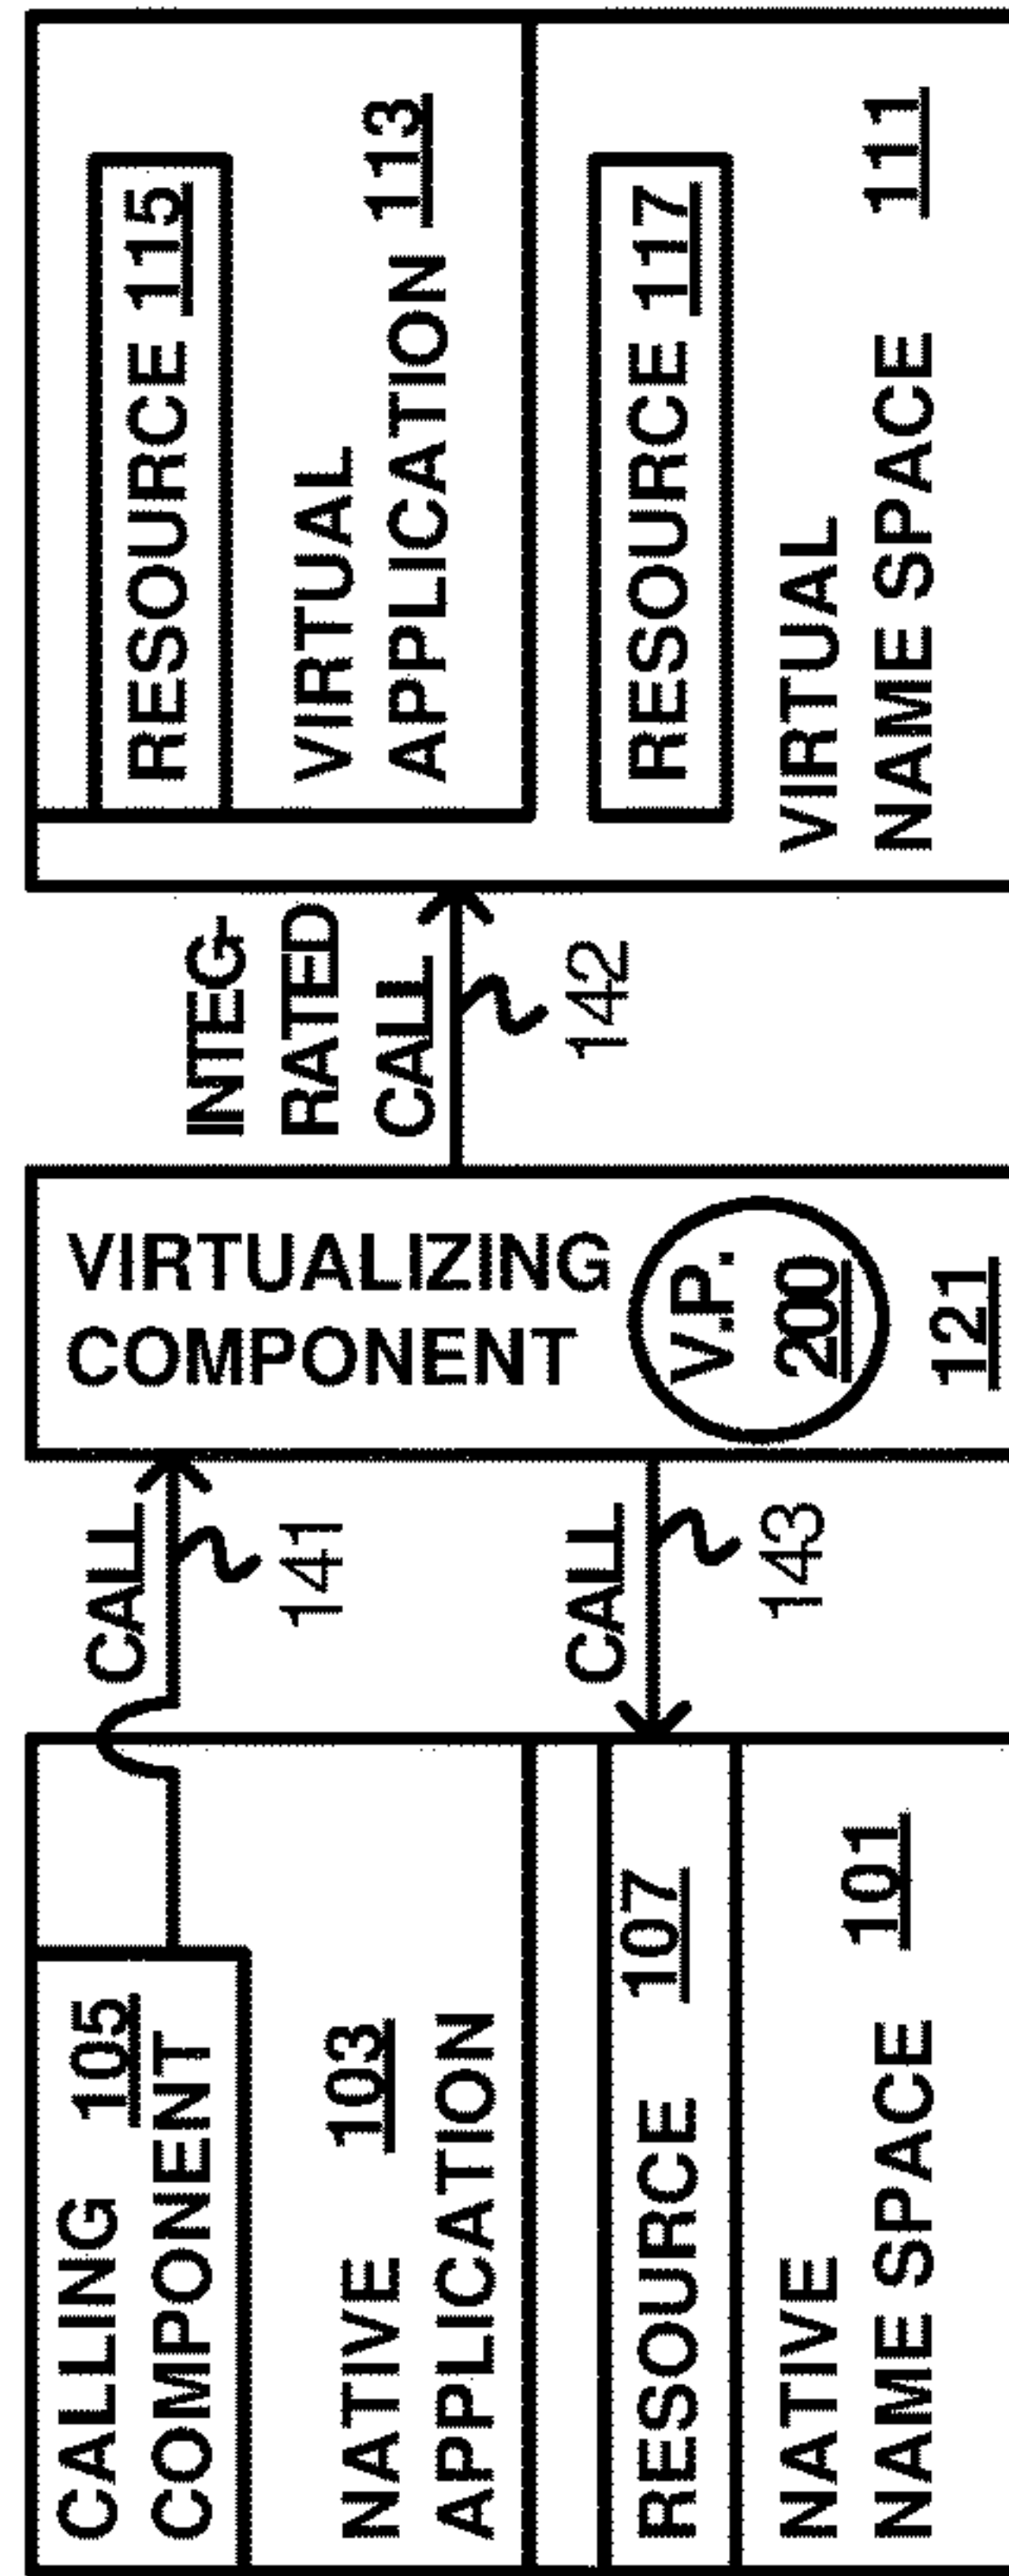 CALLING 105
COMPONENT
NATIVE 103
APPLICATION
RESOURCE 107
NATIVE
NAME SPACE 101
CALL
141
CALL
143
VIRTUALIZING
COMPONENT
V.P.
200
121
INTEG-
RATED
CALL
142
RESOURCE 115
VIRTUAL
APPLICATION 113
RESOURCE 117
VIRTUAL
NAME SPACE 111